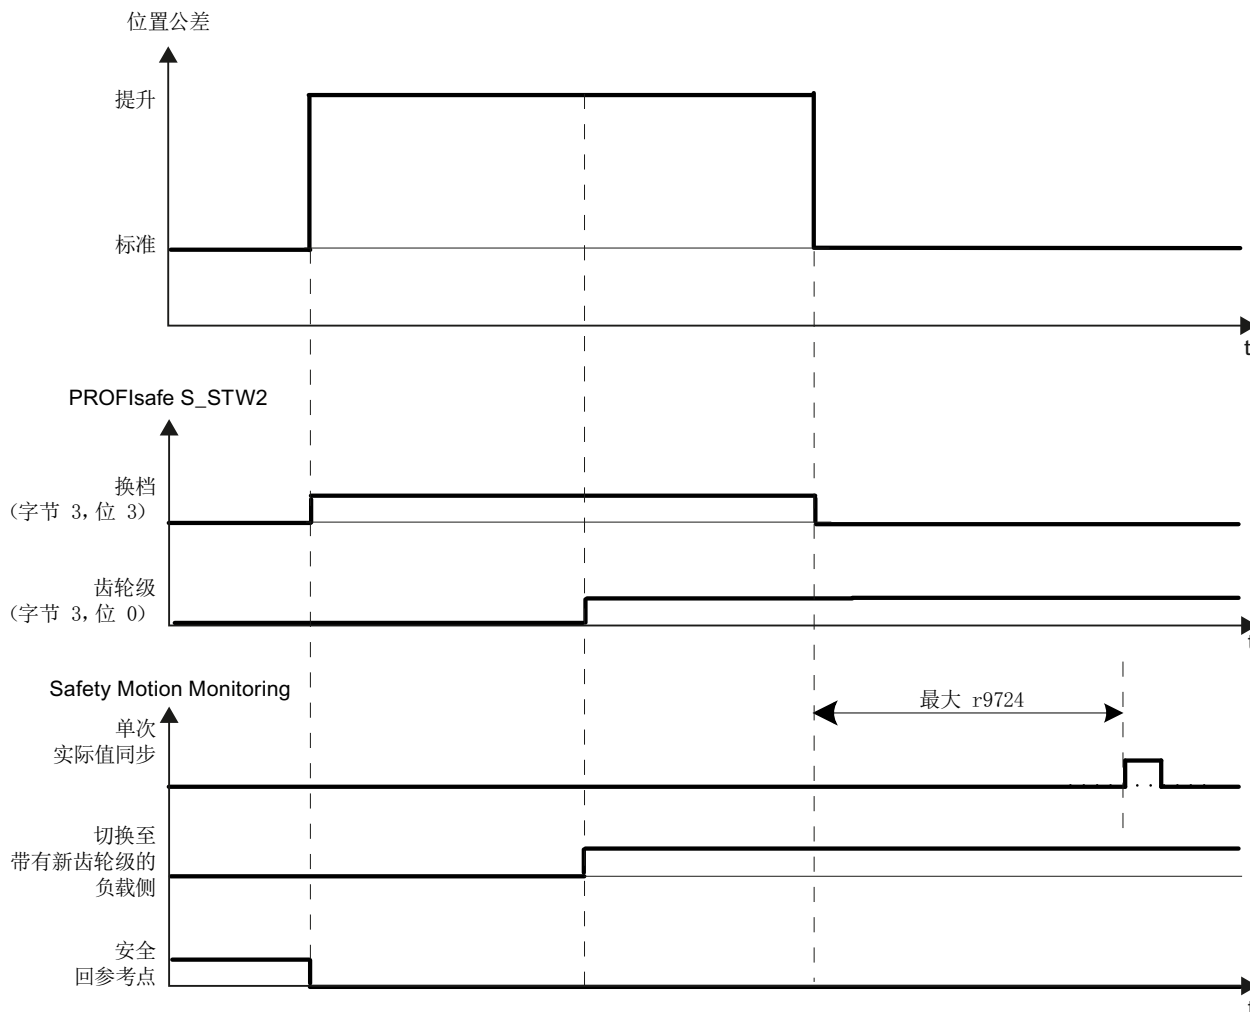 位置公差
提升
标准
t
PROFIsafe S_STW2
换档
(字节 3, 位 3)
齿轮级
(字节 3, 位 0)
t
Safety Motion Monitoring
单次
实际值同步
最大 r9724
切换至
带有新齿轮级的
负载侧
安全
回参考点
t